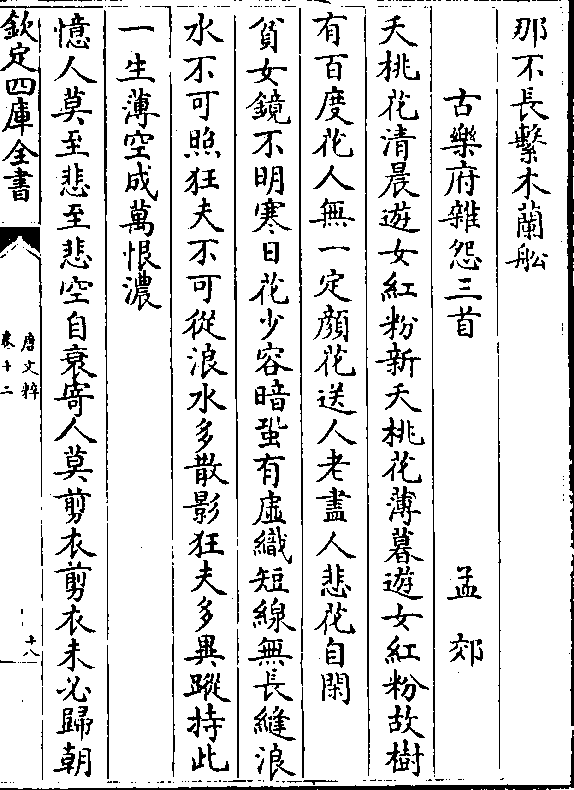 那不長繫木蘭舩
古樂府雜怨三首 孟郊
夭桃花清晨遊女紅粉新夭桃花薄暮遊女紅粉故樹
有百度花人無一定顔花送人老盡人悲花自閑
貧女鏡不明寒日花少容暗蛩有虛織短線無長縫浪
水不可照狂夫不可從浪水多散影狂夫多異蹤持此
一生薄空成萬恨濃
憶人莫至悲至悲空自衰寄人莫剪衣剪衣未必歸朝
欽定四庫全書
唐文粹
卷十二
十八